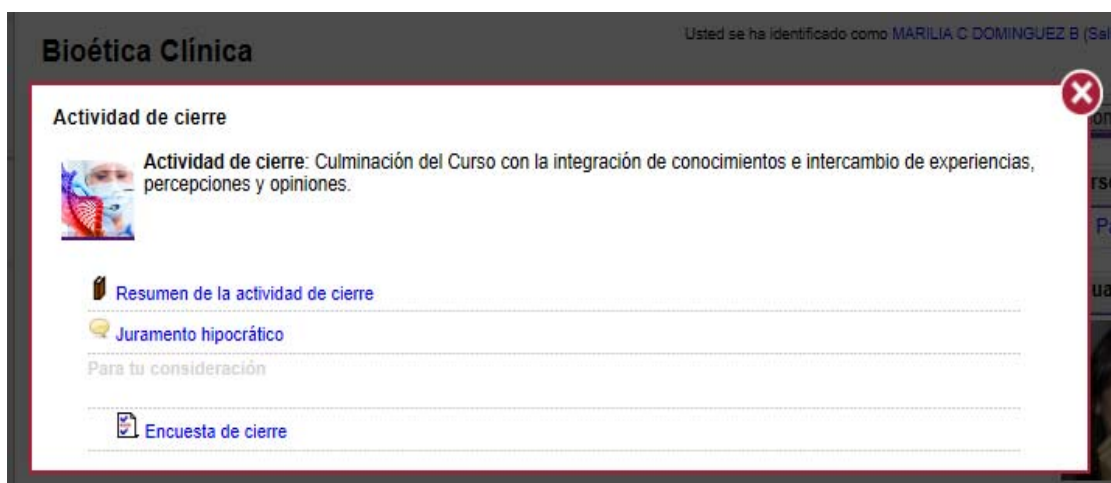 Bioética Clínica
Usted se ha identificado como MARILIA C DOMINGUEZ B
Actividad de cierre
Actividad de cierre: Culminación del Curso con la integración de conocimientos e intercambio de experiencias,
percepciones y opiniones.
Resumen de la actividad de cierre
Juramento hipocrático
Para tu consideración
Encuesta de cierre